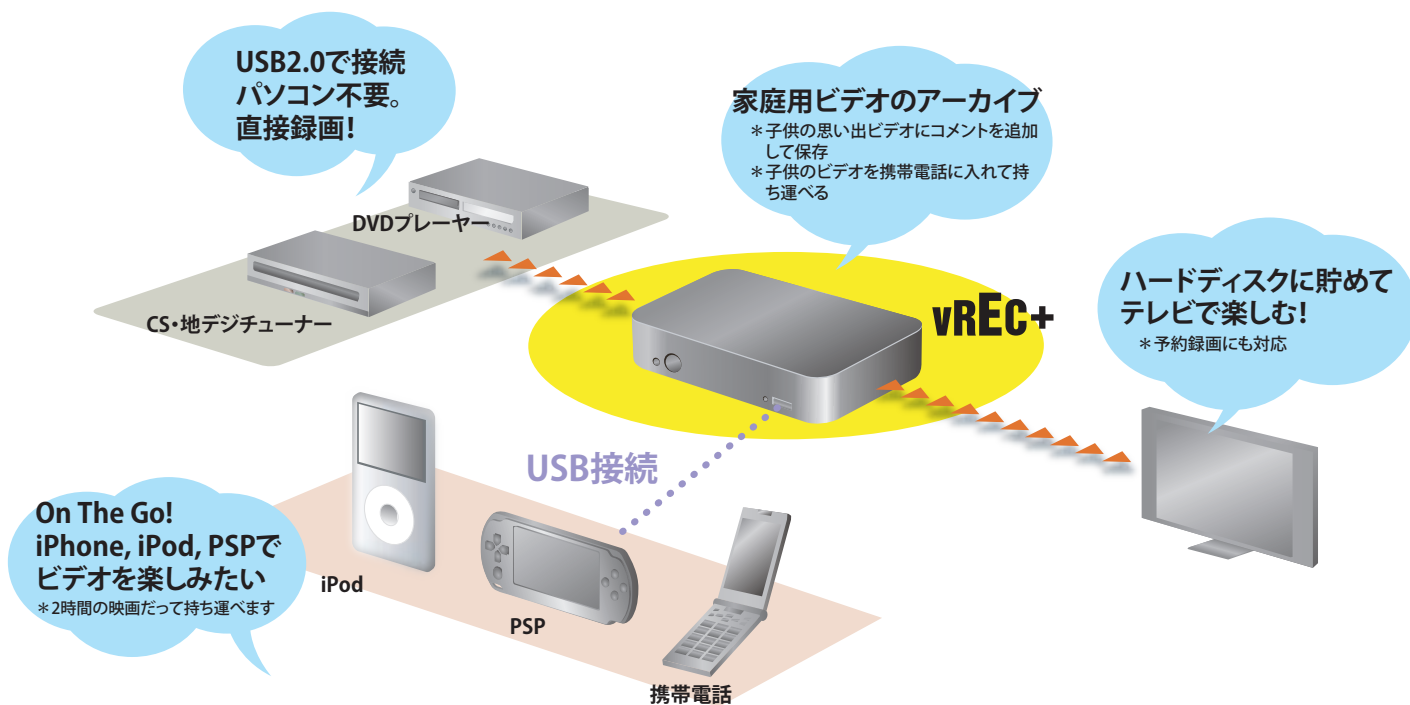 USB2.0で接続
パソコン不要。
直接録画!
家庭用ビデオのアーカイブ
＊子供の思い出ビデオにコメントを追加
して保存
＊子供のビデオを携帯電話に入れて持
ち運べる
DVDプレーヤー
CS・地デジチューナー
vREC+
ハードディスクに貯めて
テレビで楽しむ!
＊予約録画にも対応
USB接続
On The Go!
iPhone, iPod, PSPで
ビデオを楽しみたい
＊2時間の映画だって持ち運べます
iPod
PSP
携帯電話